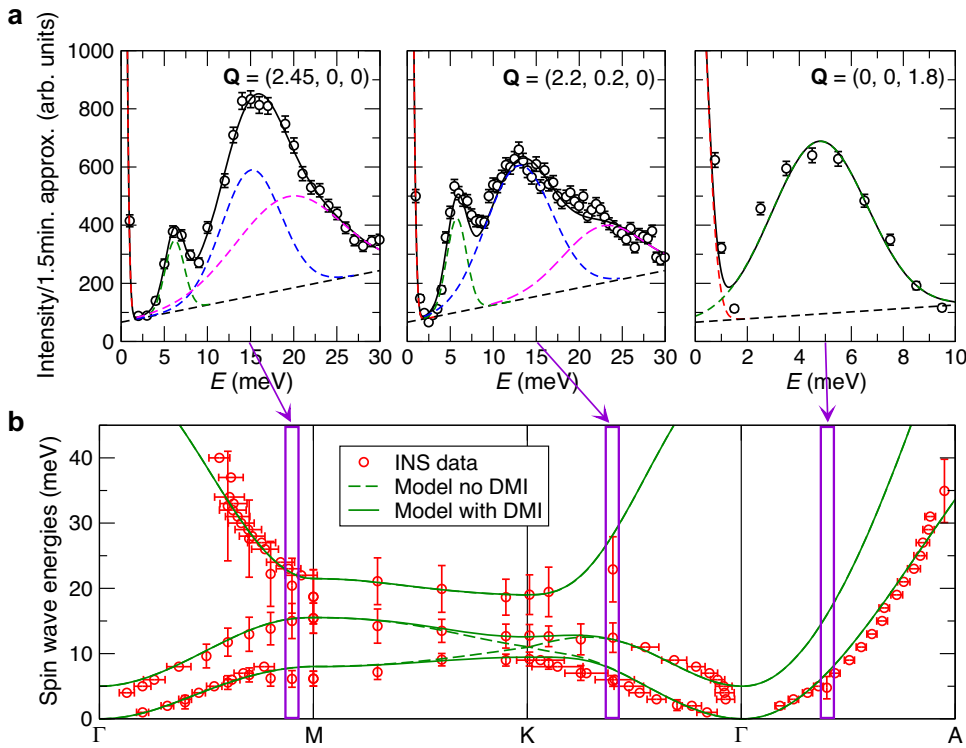 a
Intensity/1.5min. approx. (arb. units)
1000
800
600
400
200
0
Q = (2.45, 0, 0)
0 5 10 15 20 25 30
E (meV)
Q = (2.2, 0.2, 0)
0 5 10 15 20 25 30
E (meV)
Q = (0, 0, 1.8)
0 2 4 6 8 10
E (meV)
b
Spin wave energies (meV)
40
30
20
10
0
INS data
Model no DMI
Model with DMI
Γ M K Γ A